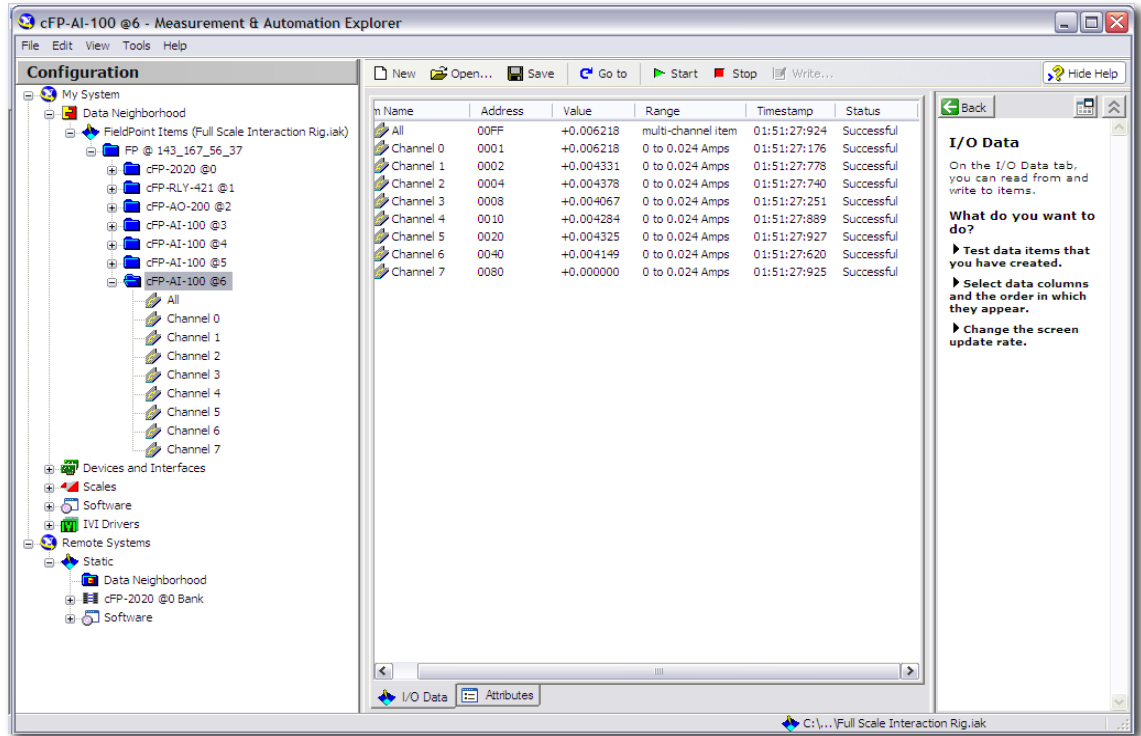 cFP-AI-100 @6 - Measurement & Automation Explorer
File Edit View Tools Help
Configuration
My System
Data Neighborhood
FieldPoint Items (Full Scale Interaction Rig.iak)
FP @ 143_167_56_37
cFP-2020 @0
cFP-RLY-421 @1
cFP-AO-200 @2
cFP-AI-100 @3
cFP-AI-100 @4
cFP-AI-100 @5
cFP-AI-100 @6
All
Channel 0
Channel 1
Channel 2
Channel 3
Channel 4
Channel 5
Channel 6
Channel 7
Devices and Interfaces
Scales
Software
IVI Drivers
Remote Systems
Static
Data Neighborhood
cFP-2020 @0 Bank
Software
New Open... Save Go to Start Stop Write... Hide Help
m Name Address Value Range Timestamp Status
All 00FF +0.006218 multi-channel item 01:51:27:924 Successful
Channel 0 0001 +0.006218 0 to 0.024 Amps 01:51:27:176 Successful
Channel 1 0002 +0.004331 0 to 0.024 Amps 01:51:27:778 Successful
Channel 2 0004 +0.004378 0 to 0.024 Amps 01:51:27:740 Successful
Channel 3 0008 +0.004067 0 to 0.024 Amps 01:51:27:251 Successful
Channel 4 0010 +0.004284 0 to 0.024 Amps 01:51:27:889 Successful
Channel 5 0020 +0.004325 0 to 0.024 Amps 01:51:27:927 Successful
Channel 6 0040 +0.004149 0 to 0.024 Amps 01:51:27:620 Successful
Channel 7 0080 +0.000000 0 to 0.024 Amps 01:51:27:925 Successful
I/O Data Attributes
Back
I/O Data
On the I/O Data tab,
you can read from and
write to items.
What do you want to
do?
Test data items that
you have created.
Select data columns
and the order in which
they appear.
Change the screen
update rate.
C:\...\Full Scale Interaction Rig.iak